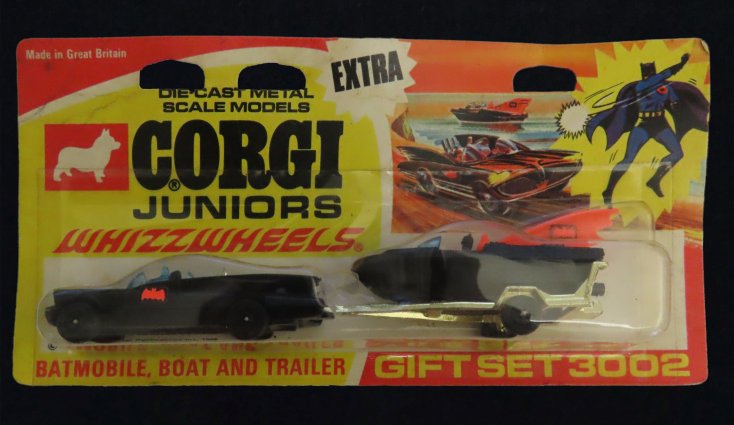 Made in Great Britain
EXTRA
DIE-CAST METAL
SCALE MODELS
CORGI®
JUNIORS
WHIZZWHEELS®
BATMOBILE, BOAT AND TRAILER
GIFT SET 3002